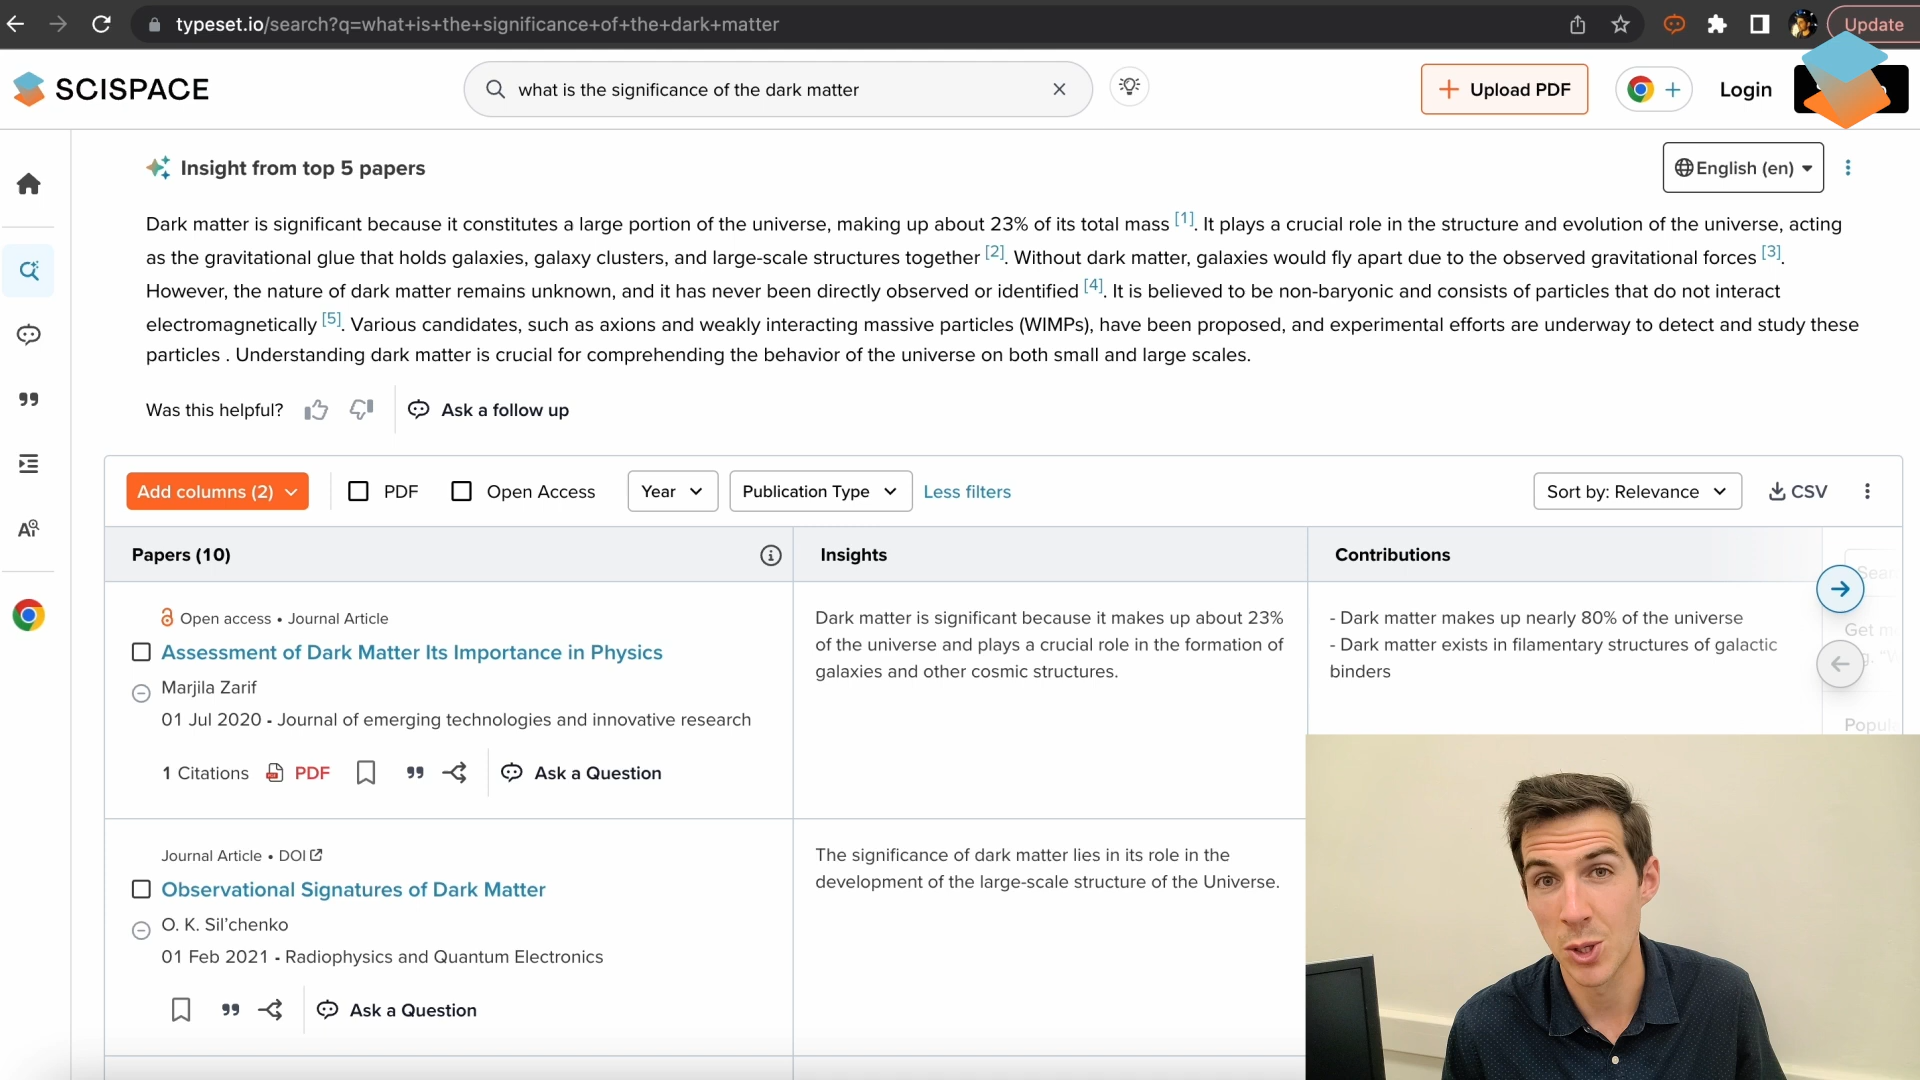 typeset.io/search?q=what+is+the+significance+of+the+dark+matter
Update
SCISPACE
what is the significance of the dark matter
Upload PDF
Login
Insight from top 5 papers
English (en)
Dark matter is significant because it constitutes a large portion of the universe, making up about 23% of its total mass [1]. It plays a crucial role in the structure and evolution of the universe, acting
as the gravitational glue that holds galaxies, galaxy clusters, and large-scale structures together [2]. Without dark matter, galaxies would fly apart due to the observed gravitational forces [3].
However, the nature of dark matter remains unknown, and it has never been directly observed or identified [4]. It is believed to be non-baryonic and consists of particles that do not interact
electromagnetically [5]. Various candidates, such as axions and weakly interacting massive particles (WIMPs), have been proposed, and experimental efforts are underway to detect and study these
particles . Understanding dark matter is crucial for comprehending the behavior of the universe on both small and large scales.
Was this helpful?
Ask a follow up
Add columns (2)
PDF
Open Access
Year
Publication Type
Less filters
Sort by: Relevance
CSV
Papers (10)
Insights
Contributions
Open access • Journal Article
Assessment of Dark Matter Its Importance in Physics
Marjila Zarif
01 Jul 2020 - Journal of emerging technologies and innovative research
1 Citations
PDF
Ask a Question
Dark matter is significant because it makes up about 23%
of the universe and plays a crucial role in the formation of
galaxies and other cosmic structures.
- Dark matter makes up nearly 80% of the universe
- Dark matter exists in filamentary structures of galactic
binders
Journal Article • DOI
Observational Signatures of Dark Matter
O. K. Sil'chenko
01 Feb 2021 - Radiophysics and Quantum Electronics
Ask a Question
The significance of dark matter lies in its role in the
development of the large-scale structure of the Universe.